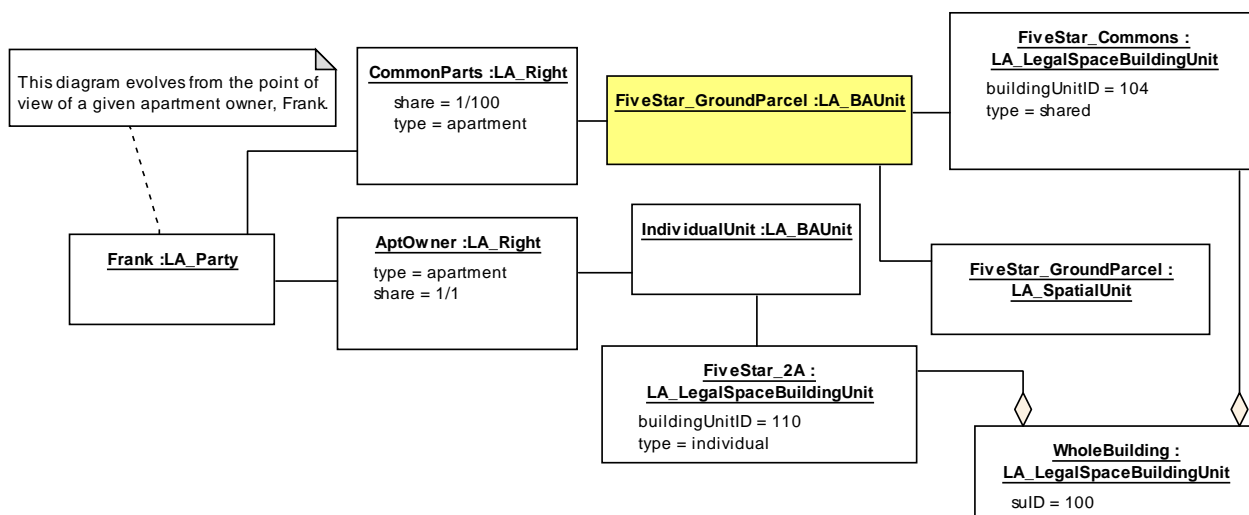 This diagram evolves from the point of
view of a given apartment owner, Frank.
CommonParts :LA_Right
share = 1/100
type = apartment
FiveStar_GroundParcel :LA_BAUnit
FiveStar_Commons :
LA_LegalSpaceBuildingUnit
buildingUnitID = 104
type = shared
Frank :LA_Party
AptOwner :LA_Right
type = apartment
share = 1/1
IndividualUnit :LA_BAUnit
FiveStar_GroundParcel :
LA_SpatialUnit
FiveStar_2A :
LA_LegalSpaceBuildingUnit
buildingUnitID = 110
type = individual
WholeBuilding :
LA_LegalSpaceBuildingUnit
suID = 100